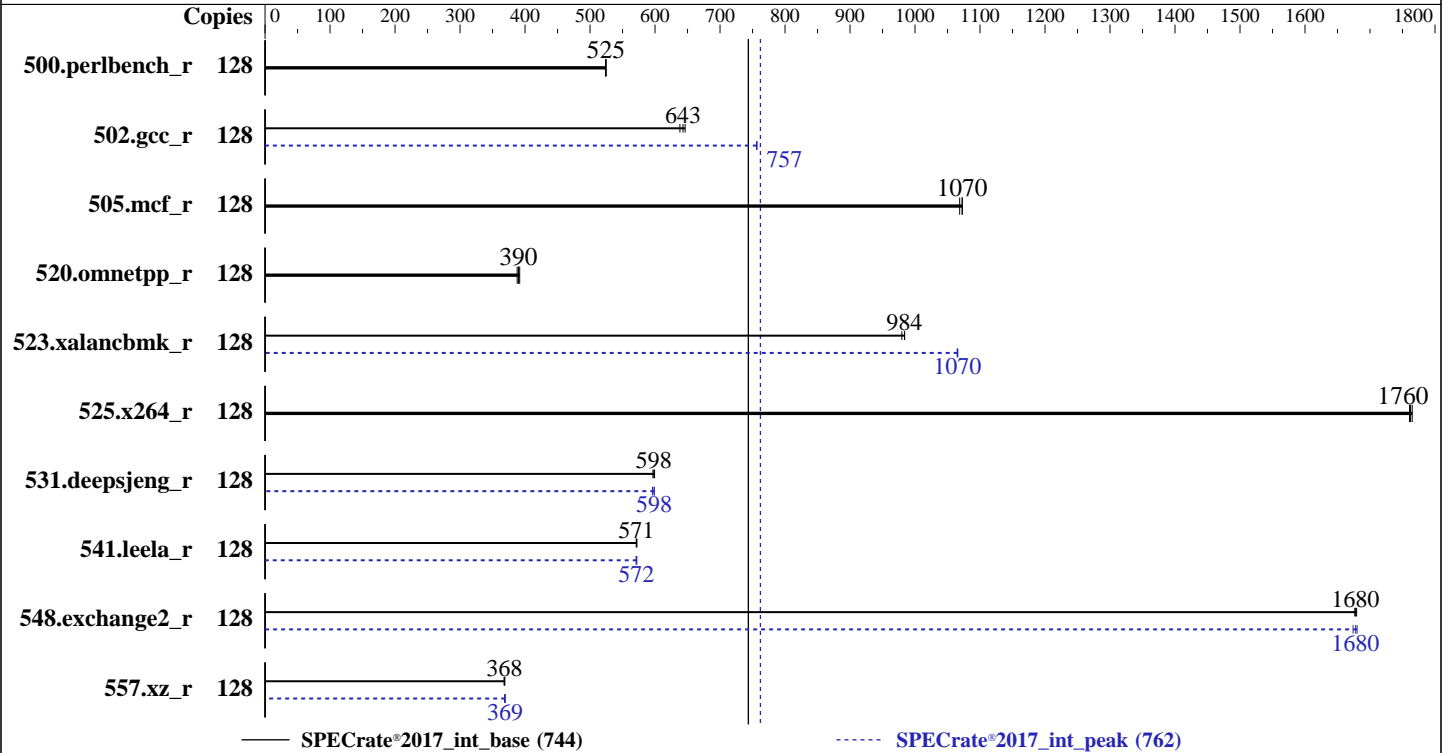 Copies 0 100 200 300 400 500 600 700 800 900 1000 1100 1200 1300 1400 1500 1600 1800
500.perlbench_r 128 525
502.gcc_r 128 643
757
505.mcf_r 128 1070
520.omnetpp_r 128 390
523.xalancbmk_r 128 984
1070
525.x264_r 128 1760
531.deepsjeng_r 128 598
598
541.leela_r 128 571
572
548.exchange2_r 128 1680
1680
557.xz_r 128 368
369
SPECrate®2017_int_base (744) SPECrate®2017_int_peak (762)